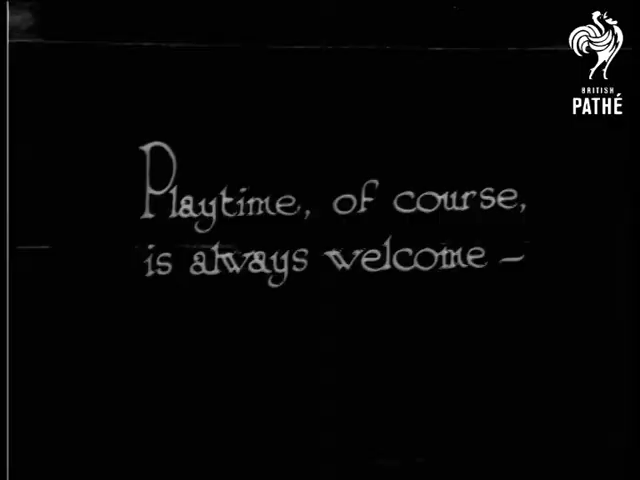 BRITISH
PATHÉ
Playtime, of course,
is always welcome —